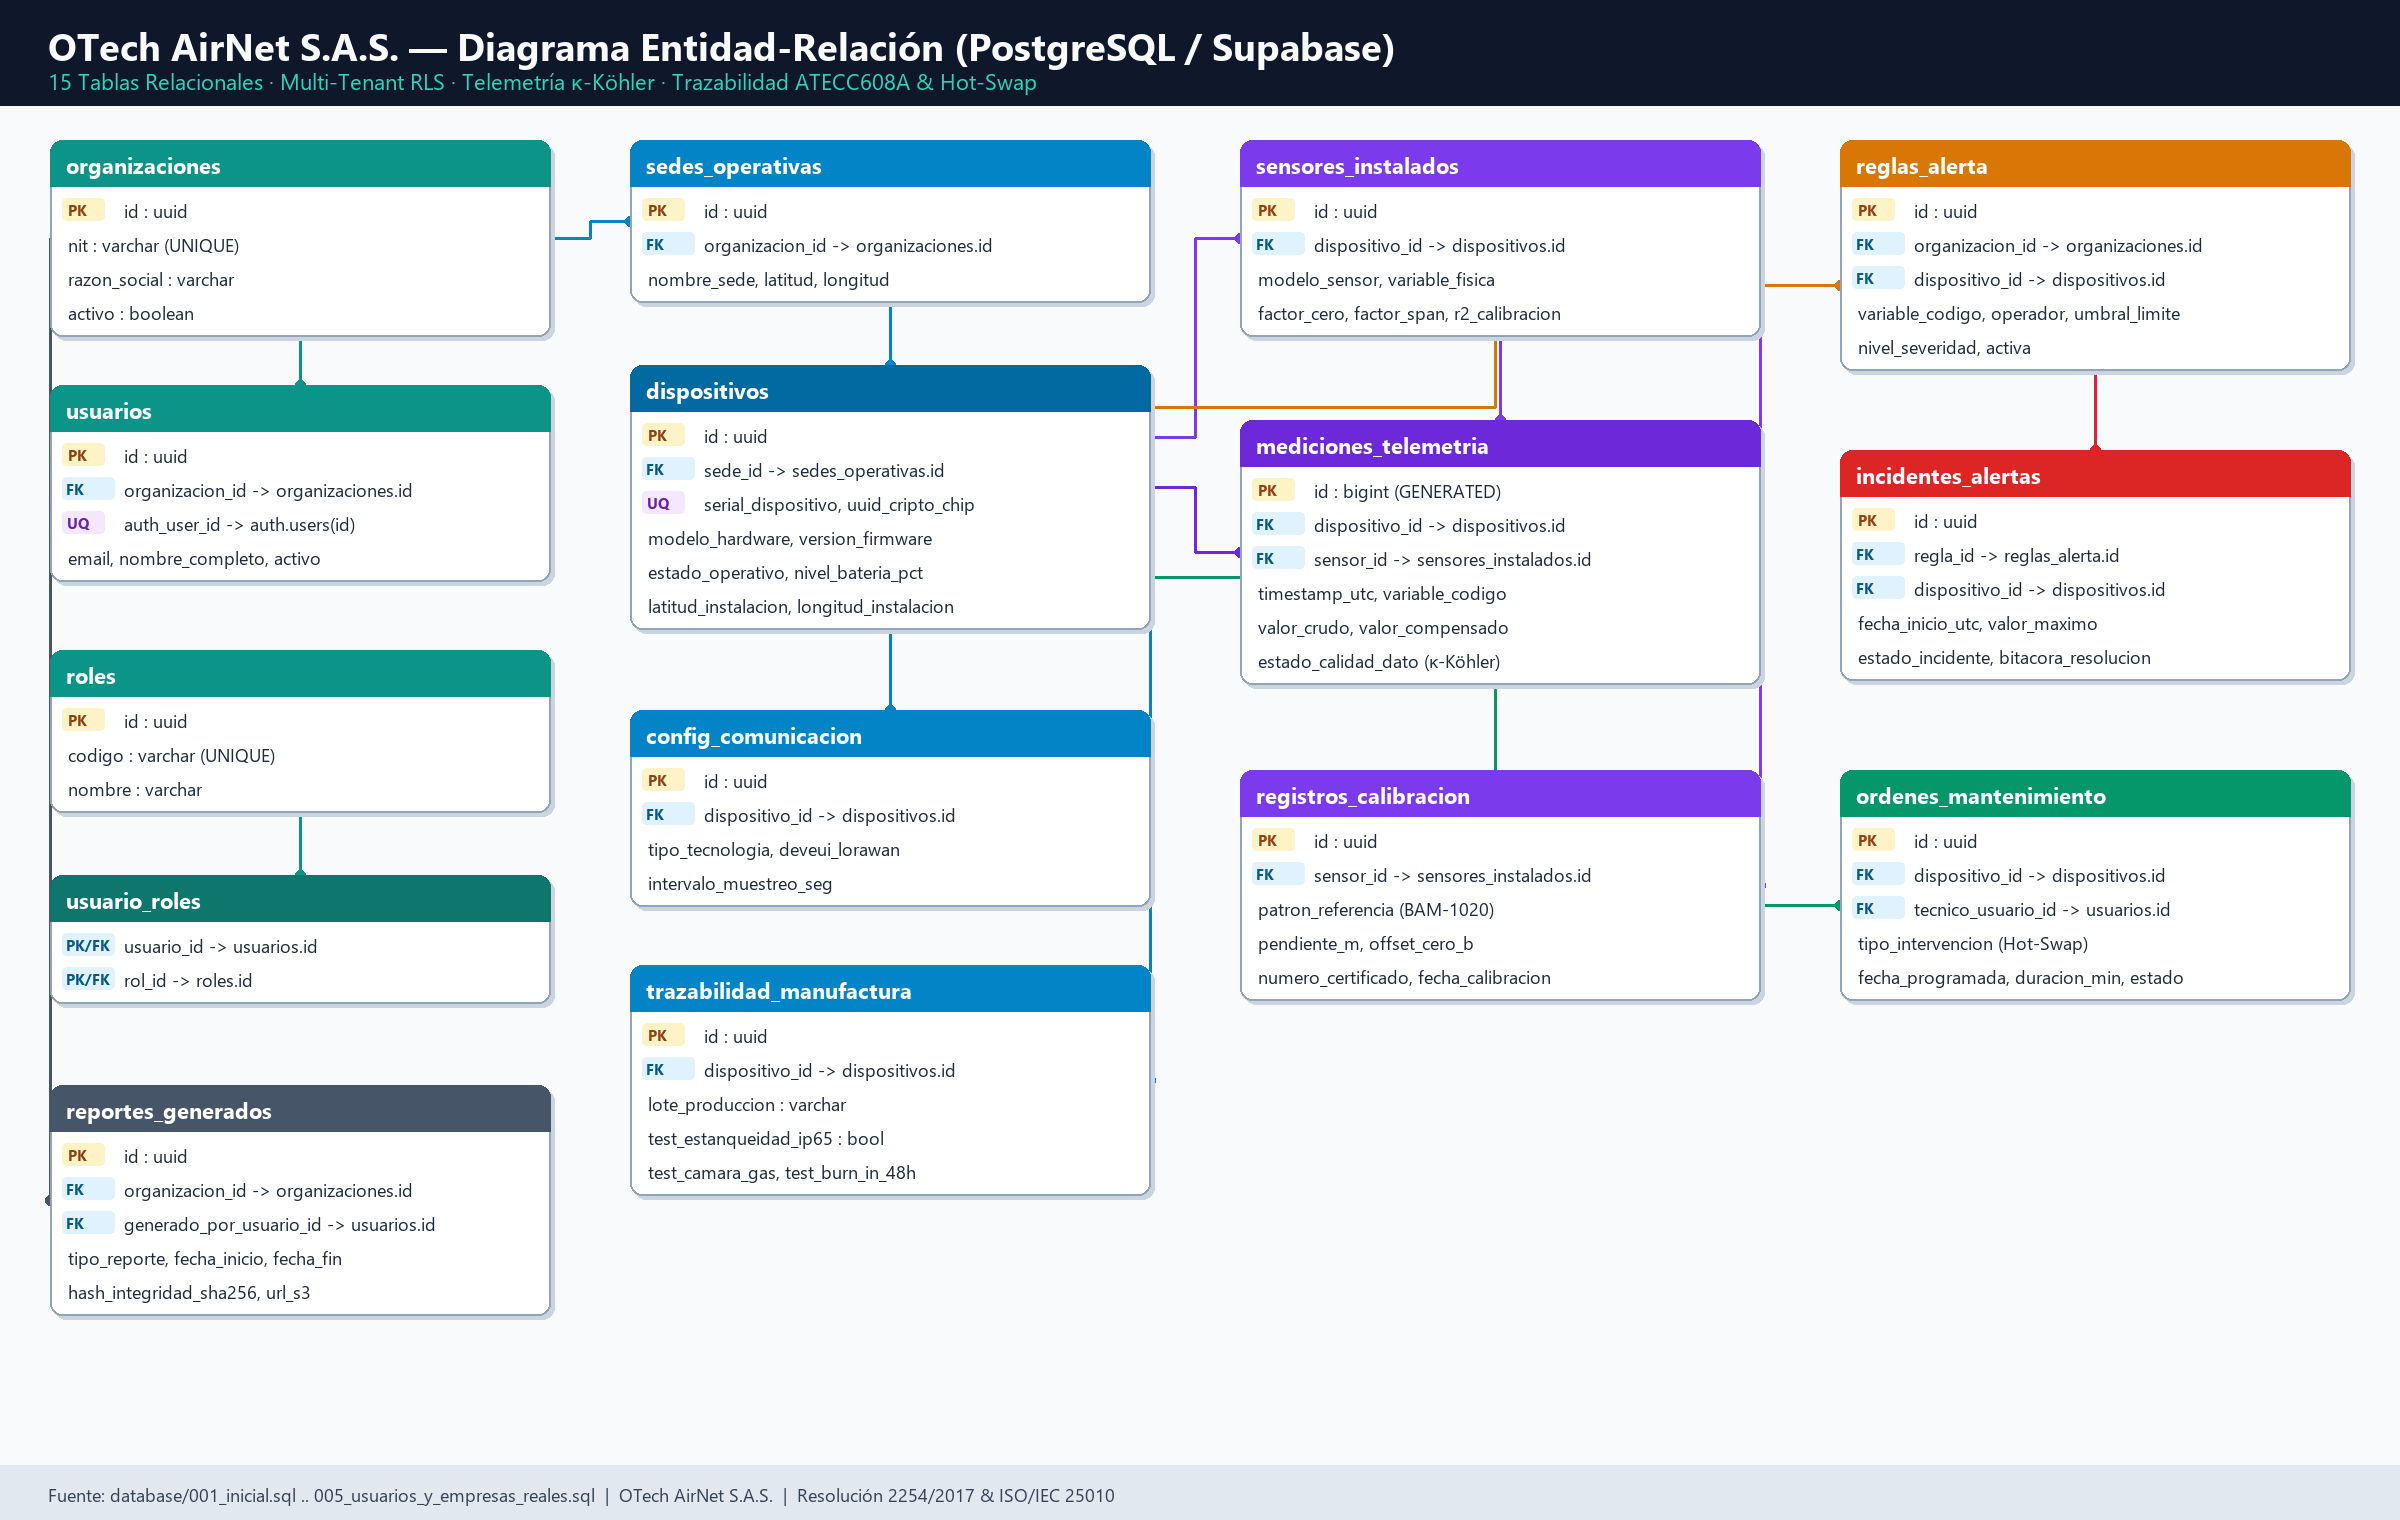 OTech AirNet S.A.S. — Diagrama Entidad-Relación (PostgreSQL / Supabase)
15 Tablas Relacionales · Multi-Tenant RLS · Telemetría κ-Köhler · Trazabilidad ATECC608A & Hot-Swap
organizaciones
PK id : uuid
nit : varchar (UNIQUE)
razon_social : varchar
activo : boolean
usuarios
PK id : uuid
FK organizacion_id -> organizaciones.id
UQ auth_user_id -> auth.users(id)
email, nombre_completo, activo
roles
PK id : uuid
codigo : varchar (UNIQUE)
nombre : varchar
usuario_roles
PK/FK usuario_id -> usuarios.id
PK/FK rol_id -> roles.id
reportes_generados
PK id : uuid
FK organizacion_id -> organizaciones.id
FK generado_por_usuario_id -> usuarios.id
tipo_reporte, fecha_inicio, fecha_fin
hash_integridad_sha256, url_s3
sedes_operativas
PK id : uuid
FK organizacion_id -> organizaciones.id
nombre_sede, latitud, longitud
dispositivos
PK id : uuid
FK sede_id -> sedes_operativas.id
UQ serial_dispositivo, uuid_cripto_chip
modelo_hardware, version_firmware
estado_operativo, nivel_bateria_pct
latitud_instalacion, longitud_instalacion
config_comunicacion
PK id : uuid
FK dispositivo_id -> dispositivos.id
tipo_tecnologia, deveui_lorawan
intervalo_muestreo_seg
trazabilidad_manufactura
PK id : uuid
FK dispositivo_id -> dispositivos.id
lote_produccion : varchar
test_estanqueidad_ip65 : bool
test_camara_gas, test_burn_in_48h
sensores_instalados
PK id : uuid
FK dispositivo_id -> dispositivos.id
modelo_sensor, variable_fisica
factor_cero, factor_span, r2_calibracion
mediciones_telemetria
PK id : bigint (GENERATED)
FK dispositivo_id -> dispositivos.id
FK sensor_id -> sensores_instalados.id
timestamp_utc, variable_codigo
valor_crudo, valor_compensado
estado_calidad_dato (κ-Köhler)
registros_calibracion
PK id : uuid
FK sensor_id -> sensores_instalados.id
patron_referencia (BAM-1020)
pendiente_m, offset_cero_b
numero_certificado, fecha_calibracion
reglas_alerta
PK id : uuid
FK organizacion_id -> organizaciones.id
FK dispositivo_id -> dispositivos.id
variable_codigo, operador, umbral_limite
nivel_severidad, activa
incidentes_alertas
PK id : uuid
FK regla_id -> reglas_alerta.id
FK dispositivo_id -> dispositivos.id
fecha_inicio_utc, valor_maximo
estado_incidente, bitacora_resolucion
ordenes_mantenimiento
PK id : uuid
FK dispositivo_id -> dispositivos.id
FK tecnico_usuario_id -> usuarios.id
tipo_intervencion (Hot-Swap)
fecha_programada, duracion_min, estado
Fuente: database/001_inicial.sql .. 005_usuarios_y_empresas_reales.sql | OTech AirNet S.A.S. | Resolución 2254/2017 & ISO/IEC 25010